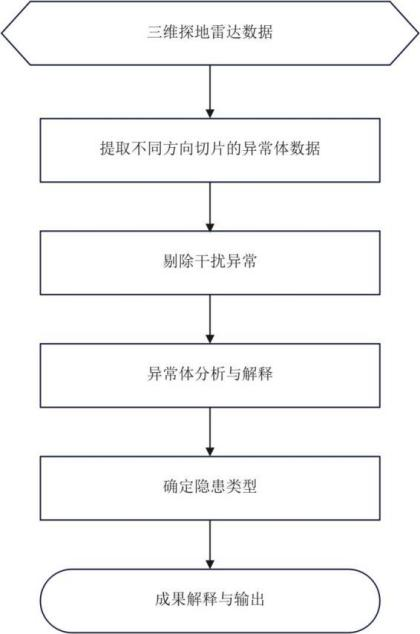 三维探地雷达数据
提取不同方向切片的异常体数据
剔除干扰异常
异常体分析与解释
确定隐患类型
成果解释与输出